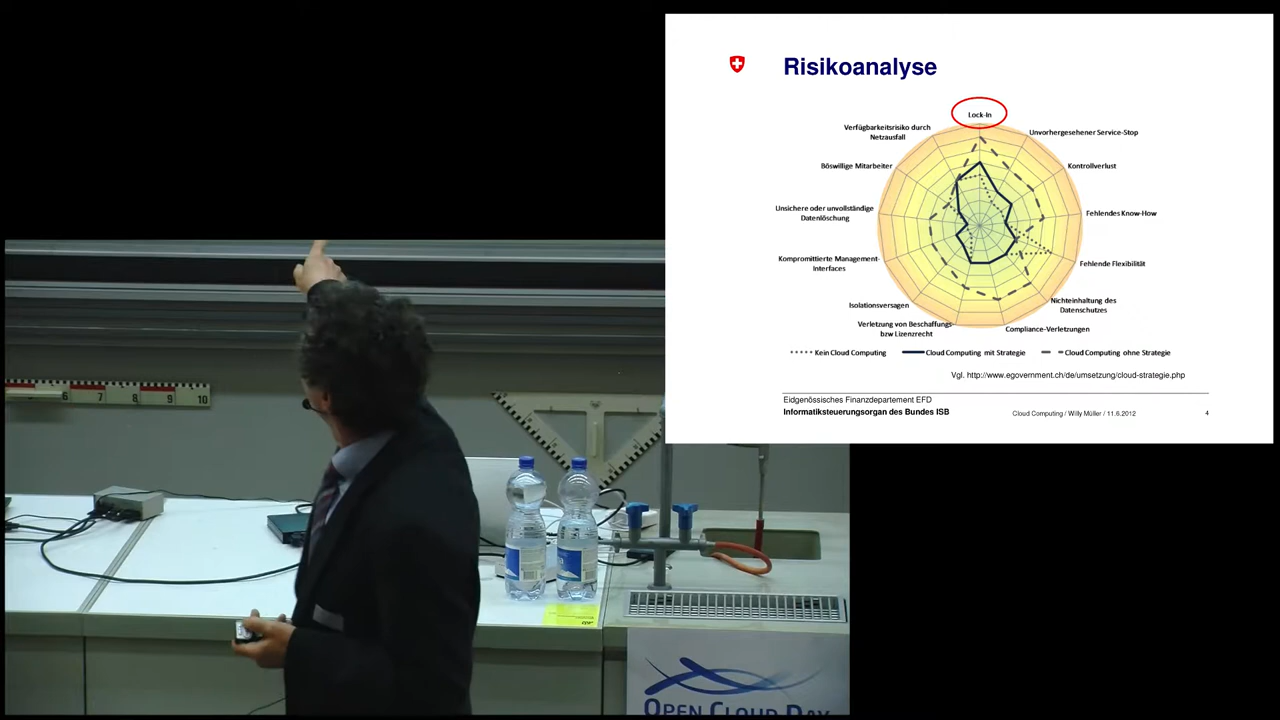 Risikoanalyse
Lock-In
Verfügbarkeitsrisiko durch
Netzausfall
Unvorhergesehener Service-Stop
Böswillige Mitarbeiter
Kontrollverlust
Unsichere oder unvollständige
Datenlöschung
Fehlendes Know-How
Kompromittierte Management-
Interfaces
Fehlende Flexibilität
Isolationsversagen
Nichteinhaltung des
Datenschutzes
Verletzung von Beschaffungs-
bzw Lizenzrecht
Compliance-Verletzungen
Kein Cloud Computing
Cloud Computing mit Strategie
Cloud Computing ohne Strategie
Vgl. http://www.egovernment.ch/de/umsetzung/cloud-strategie.php
Eidgenössisches Finanzdepartement EFD
Informatiksteuerungsorgan des Bundes ISB
Cloud Computing / Willy Müller / 11.6.2012
4
6 7 8 9 10
OPEN CLOUD DAY